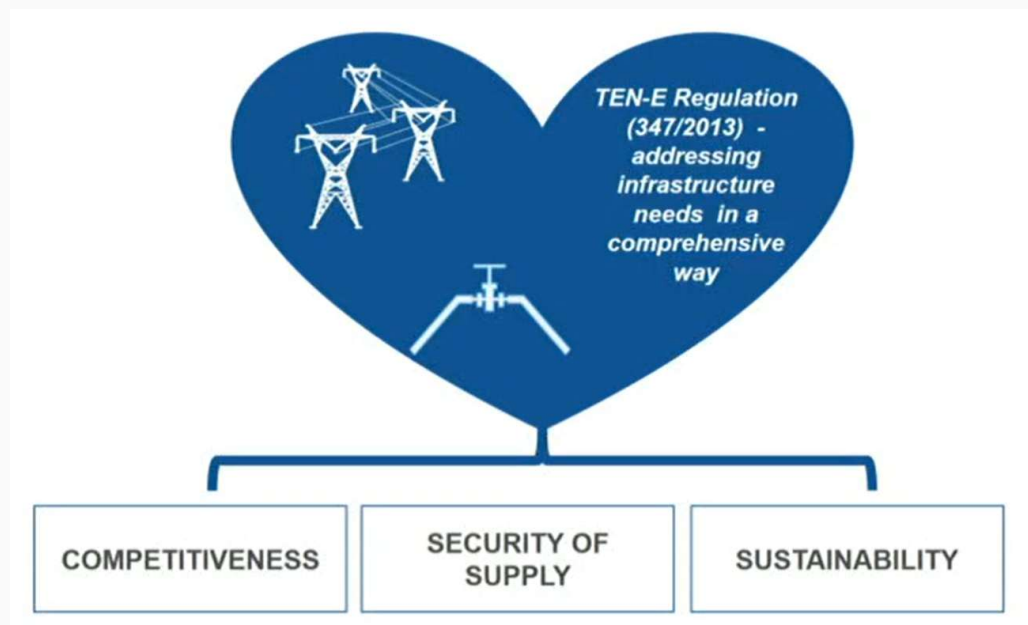 TEN-E Regulation
(347/2013) -
addressing
infrastructure
needs in a
comprehensive
way
COMPETITIVENESS
SECURITY OF
SUPPLY
SUSTAINABILITY